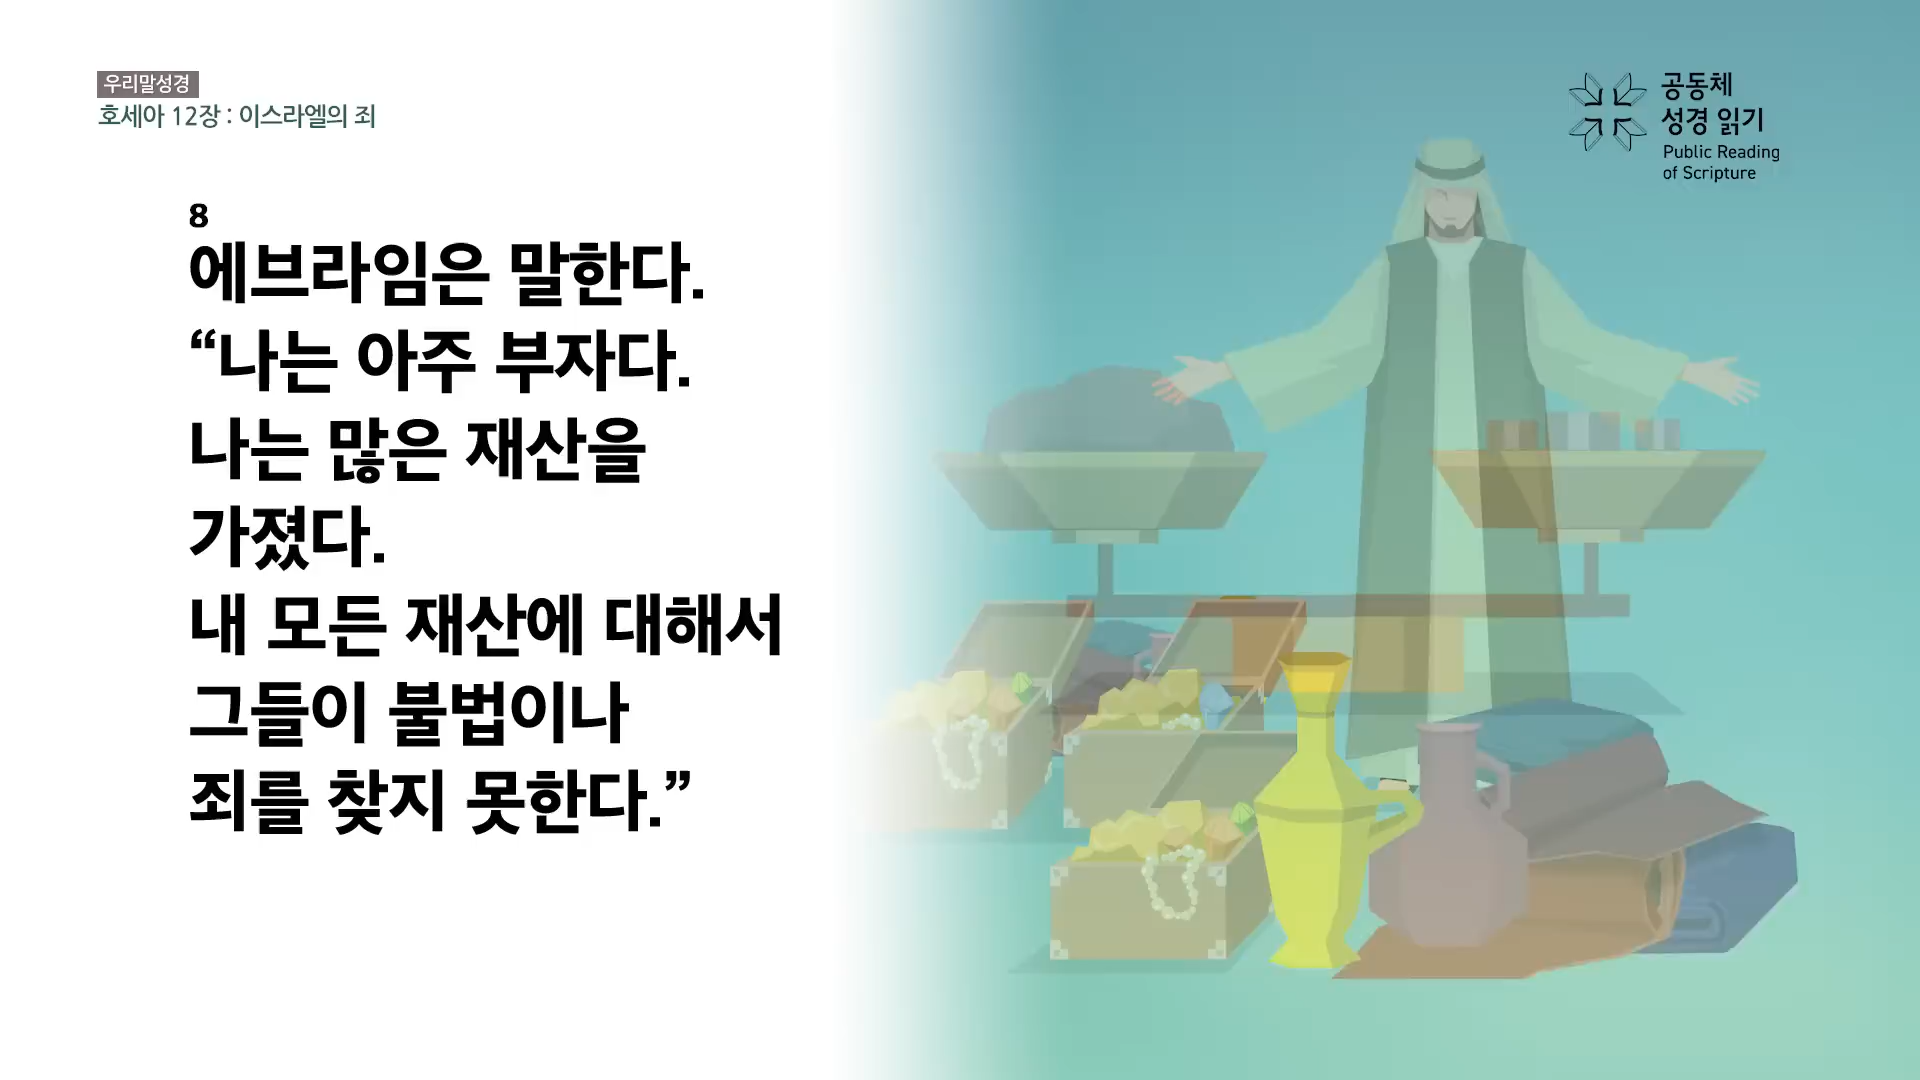 우리말성경
호세아 12장 : 이스라엘의 죄
공동체
성경 읽기
Public Reading
of Scripture
8
에브라임은 말한다.
“나는 아주 부자다.
나는 많은 재산을
가졌다.
내 모든 재산에 대해서
그들이 불법이나
죄를 찾지 못한다.”